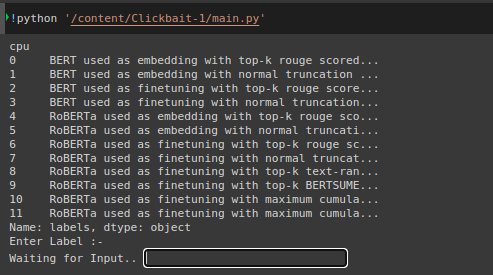 !python '/content/Clickbait-1/main.py'
cpu
0 BERT used as embedding with top-k rouge scored...
1 BERT used as embedding with normal truncation ...
2 BERT used as finetuning with top-k rouge score...
3 BERT used as finetuning with normal truncation...
4 RoBERTa used as embedding with top-k rouge sco...
5 RoBERTa used as embedding with normal truncati...
6 RoBERTa used as finetuning with top-k rouge sc...
7 RoBERTa used as finetuning with normal truncat...
8 RoBERTa used as finetuning with top-k text-ran...
9 RoBERTa used as finetuning with top-k BERTSUME...
10 RoBERTa used as finetuning with maximum cumula...
11 RoBERTa used as finetuning with maximum cumula...
Name: labels, dtype: object
Enter Label :-
Waiting for Input..